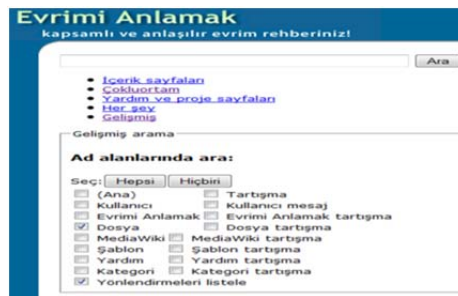 Evrimi Anlamak
kapsamlı ve anlaşılır evrim rehberiniz!
Ara
İçerik sayfaları
Çokluortam
Yardım ve proje sayfaları
Her şey
Gelişmiş
Gelişmiş arama
Ad alanlarında ara:
Seç: Hepsi Hiçbiri
(Ana) Tartışma
Kullanıcı Kullanıcı mesaj
Evrimi Anlamak Evrimi Anlamak tartışma
Dosya Dosya tartışma
MediaWiki MediaWiki tartışma
Şablon Şablon tartışma
Yardım Yardım tartışma
Kategori Kategori tartışma
Yönlendirmeleri listele